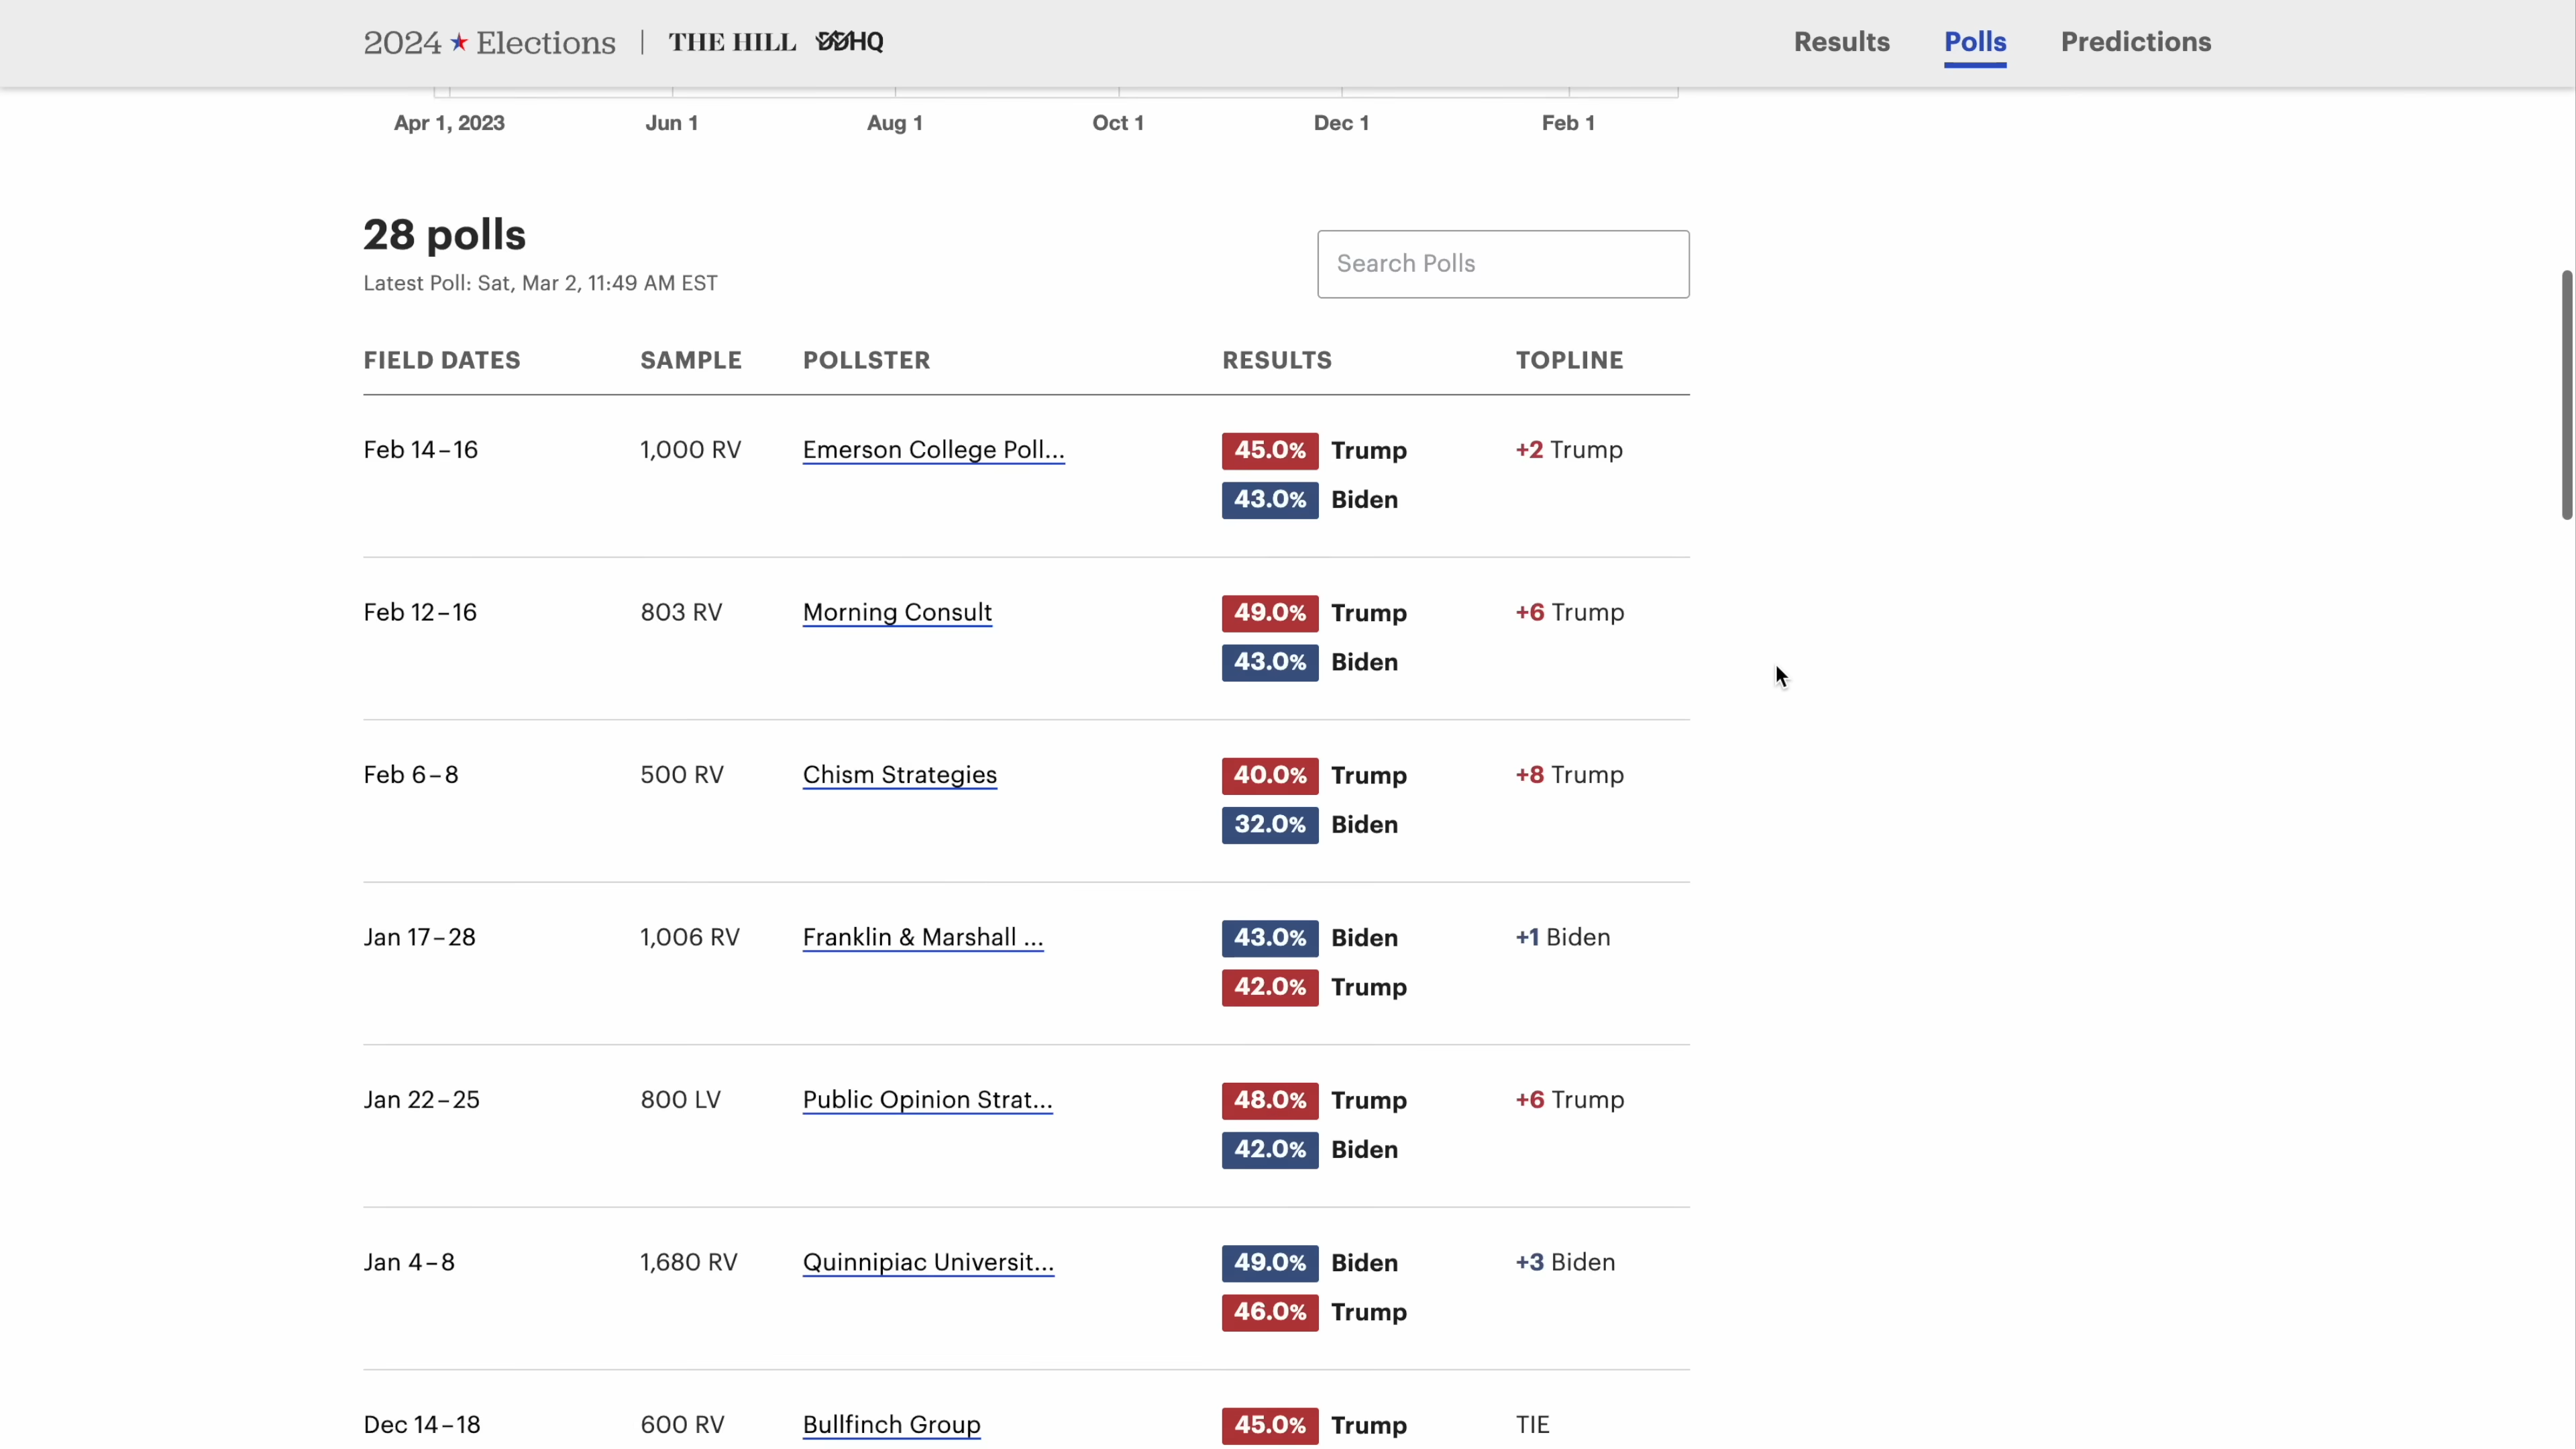 2024 ★ Elections | THE HILL DDHQ
Results Polls Predictions
Apr 1, 2023 Jun 1 Aug 1 Oct 1 Dec 1 Feb 1
28 polls
Search Polls
Latest Poll: Sat, Mar 2, 11:49 AM EST
FIELD DATES SAMPLE POLLSTER RESULTS TOPLINE
Feb 14–16 1,000 RV Emerson College Poll... 45.0% Trump +2 Trump
43.0% Biden
Feb 12–16 803 RV Morning Consult 49.0% Trump +6 Trump
43.0% Biden
Feb 6–8 500 RV Chism Strategies 40.0% Trump +8 Trump
32.0% Biden
Jan 17–28 1,006 RV Franklin & Marshall ... 43.0% Biden +1 Biden
42.0% Trump
Jan 22–25 800 LV Public Opinion Strat... 48.0% Trump +6 Trump
42.0% Biden
Jan 4–8 1,680 RV Quinnipiac Universit... 49.0% Biden +3 Biden
46.0% Trump
Dec 14–18 600 RV Bullfinch Group 45.0% Trump TIE